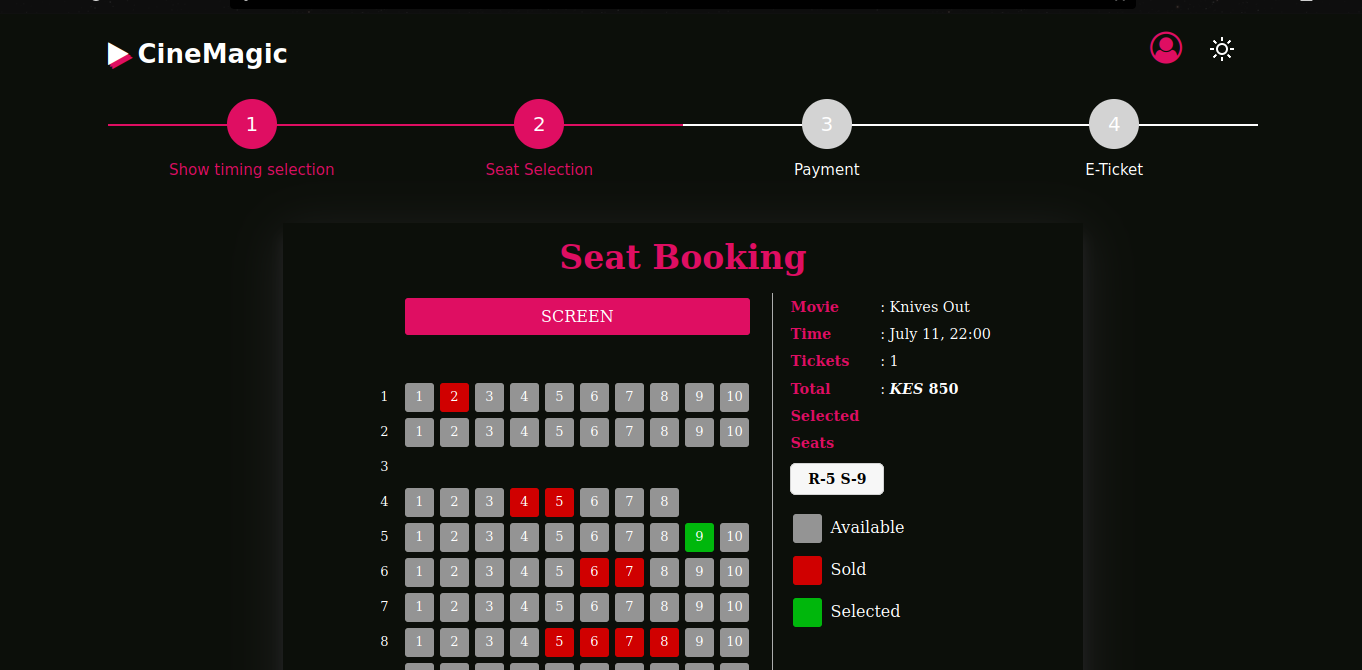 CineMagic
1 2 3 4
Show timing selection Seat Selection Payment E-Ticket
Seat Booking
SCREEN
1 1 2 3 4 5 6 7 8 9 10
2 1 2 3 4 5 6 7 8 9 10
3
4 1 2 3 4 5 6 7 8
5 1 2 3 4 5 6 7 8 9 10
6 1 2 3 4 5 6 7 8 9 10
7 1 2 3 4 5 6 7 8 9 10
8 1 2 3 4 5 6 7 8 9 10
Movie : Knives Out
Time : July 11, 22:00
Tickets : 1
Total : KES 850
Selected
Seats
R-5 S-9
Available
Sold
Selected